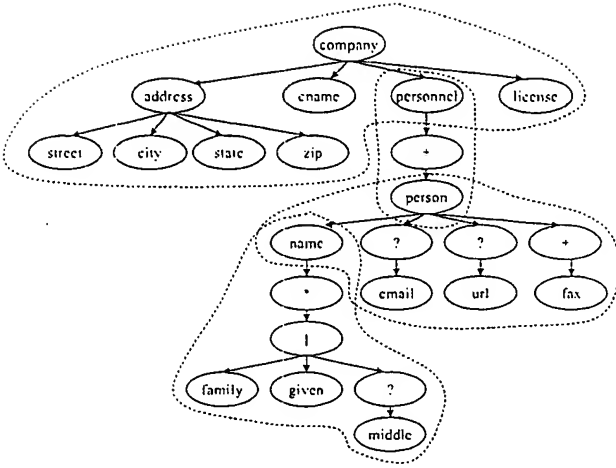 company
address cname personnel license
street city state zip +
person
name ? ? +
* email url fax
|
family given ?
middle